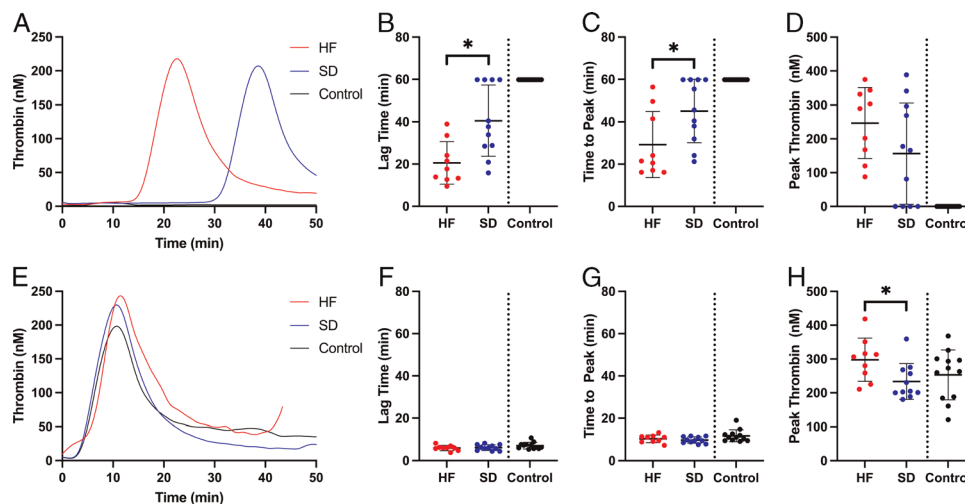 A
Thrombin (nM)
250
200
150
100
50
0
0 10 20 30 40 50
Time (min)
HF
SD
Control
B
Lag Time (min)
80
60
40
20
0
*
HF SD Control
C
Time to Peak (min)
80
60
40
20
0
*
HF SD Control
D
Peak Thrombin (nM)
500
400
300
200
100
0
HF SD Control
E
Thrombin (nM)
250
200
150
100
50
0
0 10 20 30 40 50
Time (min)
HF
SD
Control
F
Lag Time (min)
80
60
40
20
0
HF SD Control
G
Time to Peak (min)
80
60
40
20
0
HF SD Control
H
Peak Thrombin (nM)
500
400
300
200
100
0
*
HF SD Control